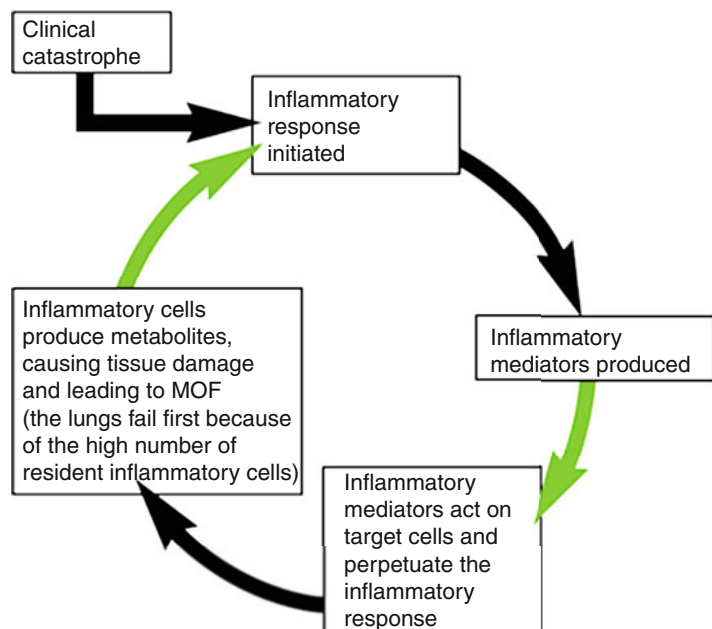 Clinical
catastrophe
Inflammatory
response
initiated
Inflammatory
mediators produced
Inflammatory
mediators act on
target cells and
perpetuate the
inflammatory
response
Inflammatory cells
produce metabolites,
causing tissue damage
and leading to MOF
(the lungs fail first because
of the high number of
resident inflammatory cells)